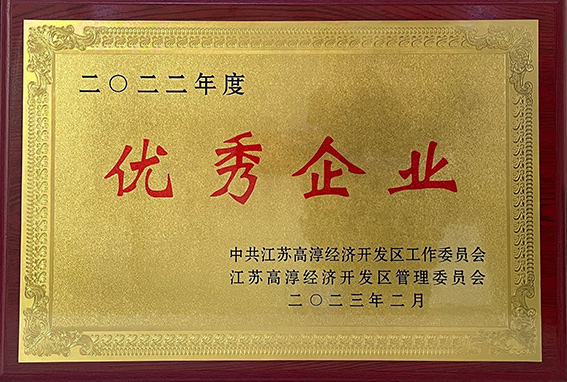 二〇二二年度
优秀企业
中共江苏高淳经济开发区工作委员会
江苏高淳经济开发区管理委员会
二〇二三年二月